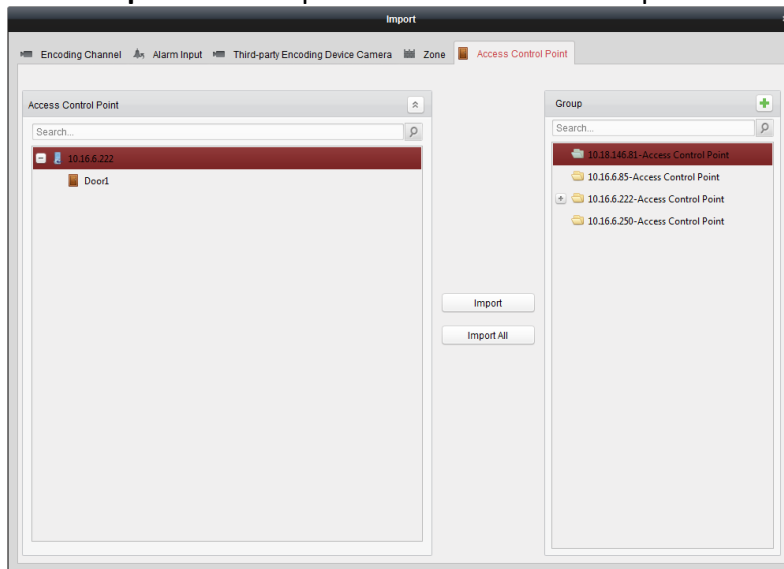 Import
Encoding Channel Alarm Input Third-party Encoding Device Camera Zone Access Control Point
Access Control Point
Search...
10.16.6.222
Door1
Import
Import All
Group
Search...
10.18.146.81-Access Control Point
10.16.6.85-Access Control Point
10.16.6.222-Access Control Point
10.16.6.250-Access Control Point